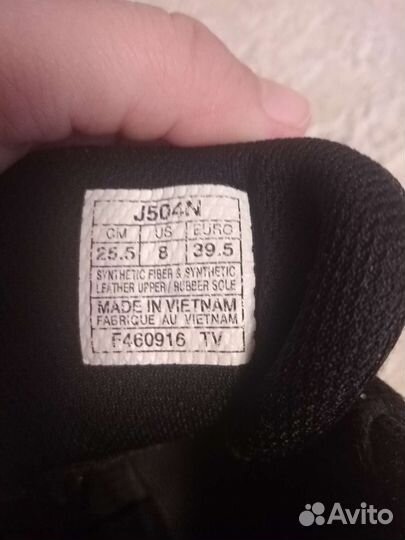 J504N
CM US EURO
25.5 8 39.5
SYNTHETIC FIBER & SYNTHETIC
LEATHER UPPER / RUBBER SOLE
MADE IN VIETNAM
FABRIQUE AU VIETNAM
F460916 TV
Avito